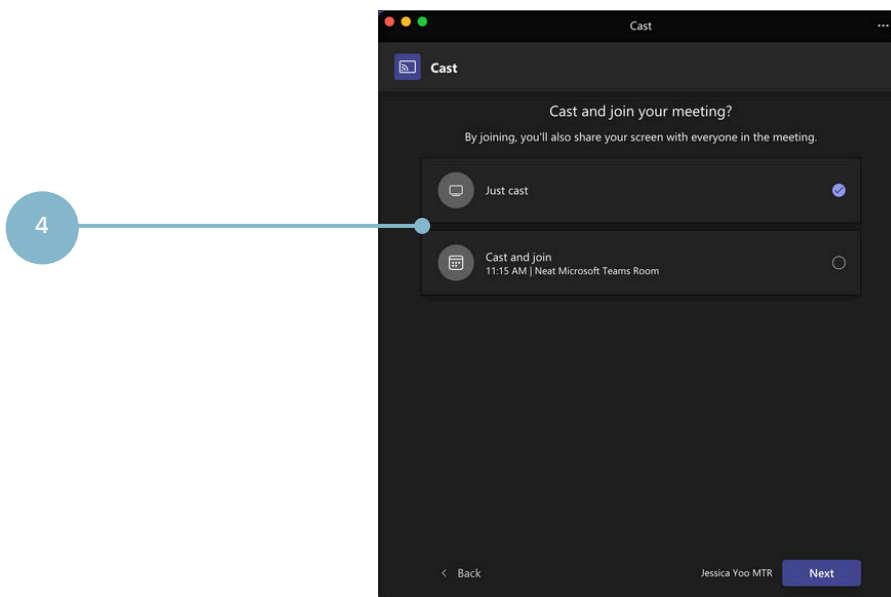 Cast
Cast
Cast and join your meeting?
By joining, you'll also share your screen with everyone in the meeting.
Just cast
4
Cast and join
11:15 AM | Neat Microsoft Teams Room
Back
Jessica Yoo MTR
Next